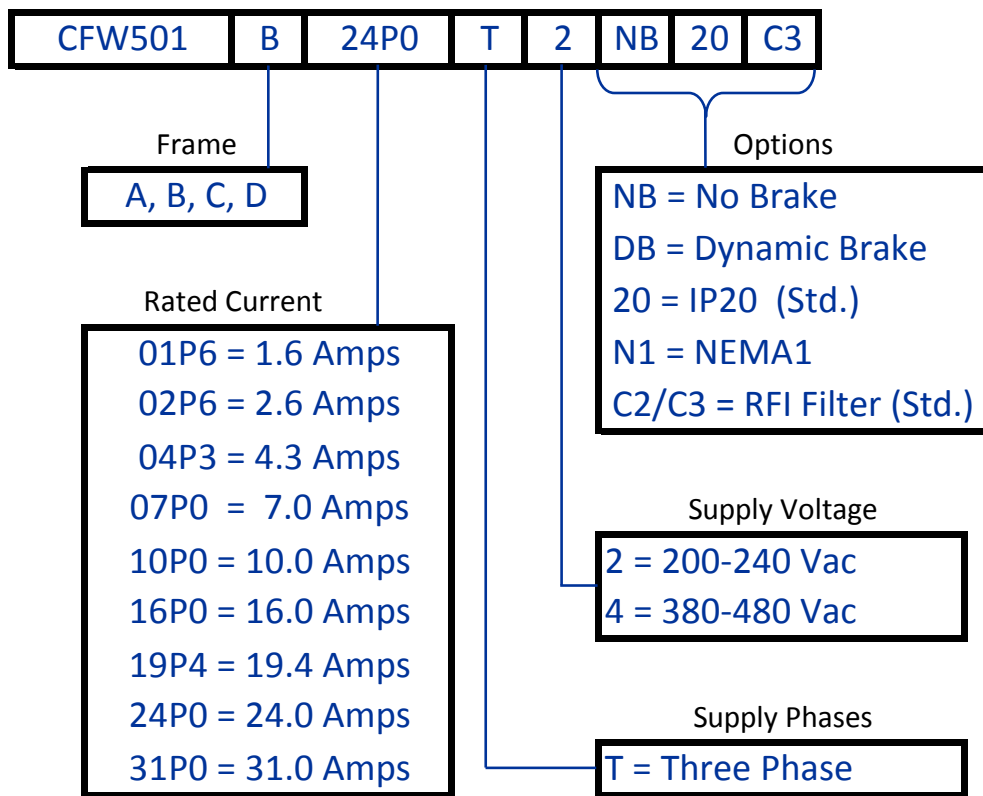 CFW501 B 24P0 T 2 NB 20 C3
Frame
A, B, C, D
Rated Current
01P6 = 1.6 Amps
02P6 = 2.6 Amps
04P3 = 4.3 Amps
07P0 = 7.0 Amps
10P0 = 10.0 Amps
16P0 = 16.0 Amps
19P4 = 19.4 Amps
24P0 = 24.0 Amps
31P0 = 31.0 Amps
Options
NB = No Brake
DB = Dynamic Brake
20 = IP20 (Std.)
N1 = NEMA1
C2/C3 = RFI Filter (Std.)
Supply Voltage
2 = 200-240 Vac
4 = 380-480 Vac
Supply Phases
T = Three Phase